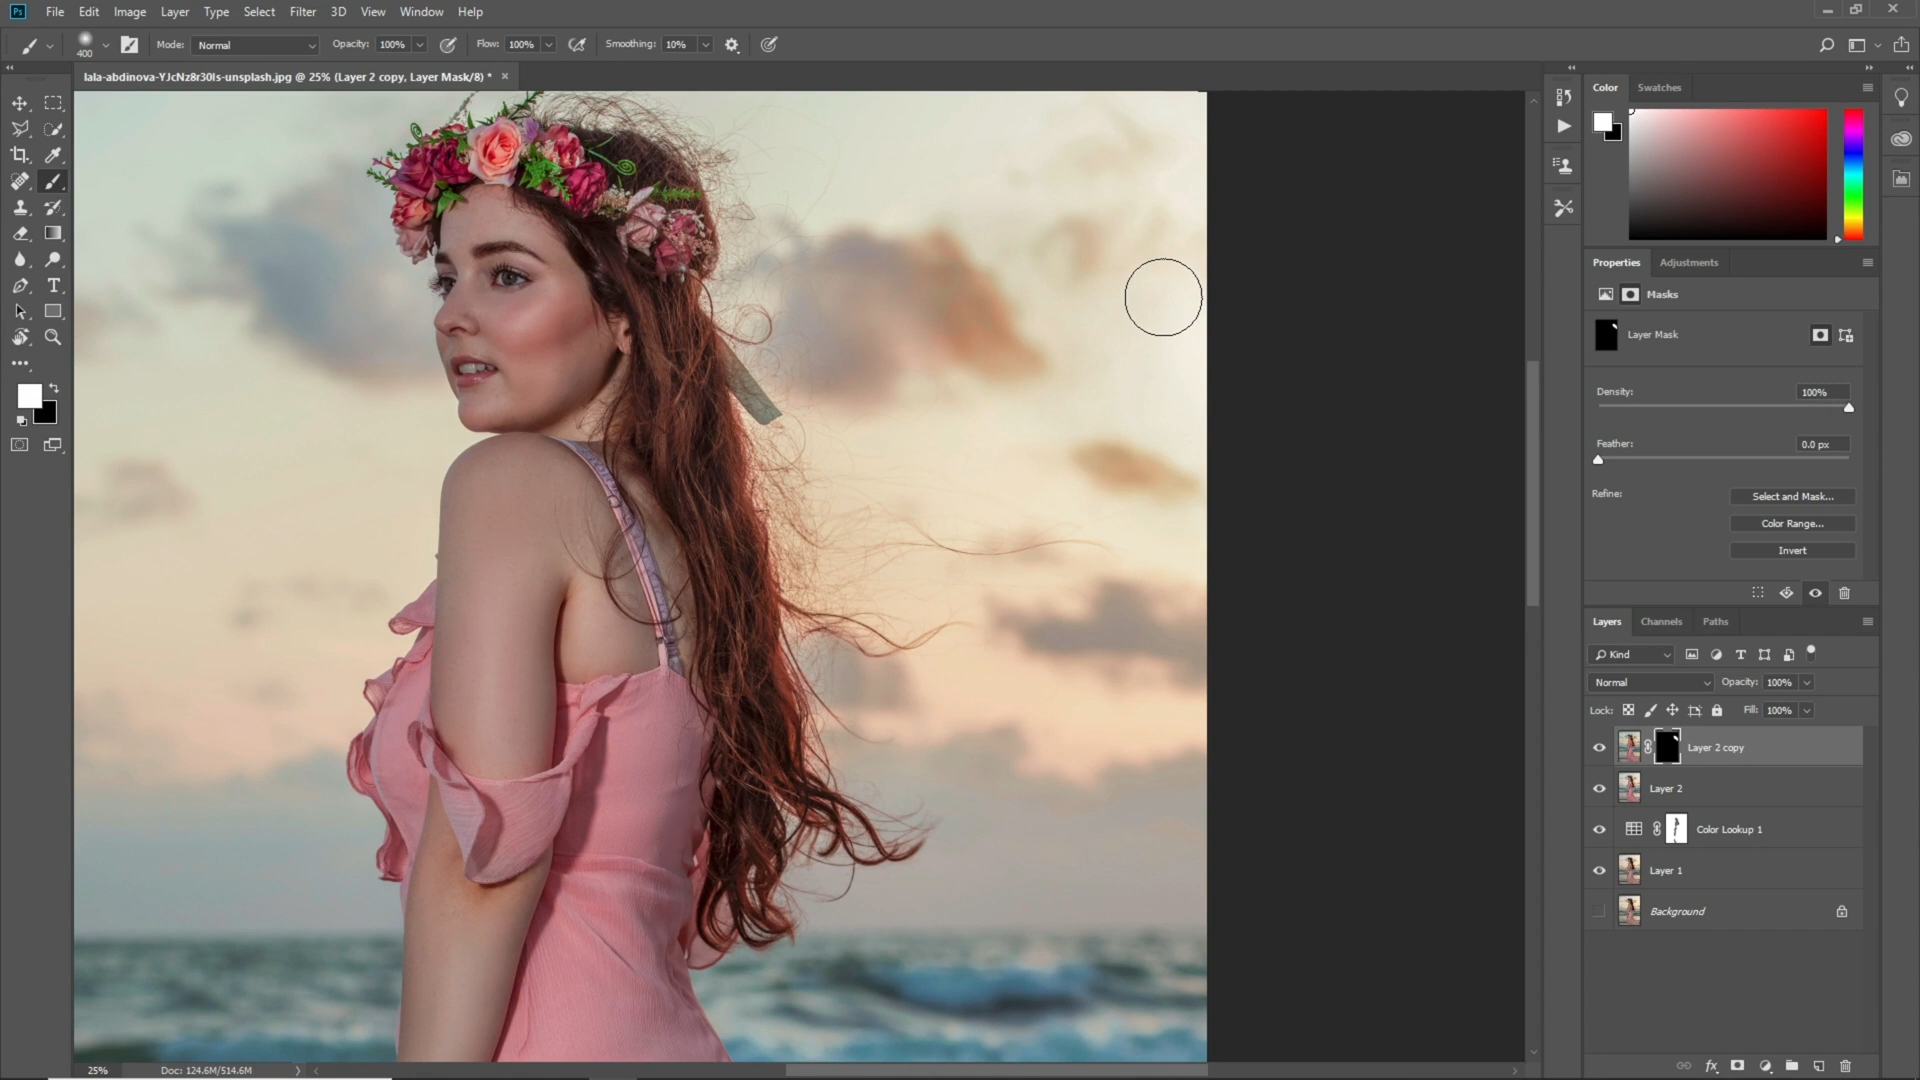 Ps File Edit Image Layer Type Select Filter 3D View Window Help
400 Mode: Normal Opacity: 100% Flow: 100% Smoothing: 10%
lala-abdinova-YJcNz8r30Is-unsplash.jpg @ 25% (Layer 2 copy, Layer Mask/8) * ×
Color Swatches
Properties Adjustments
Masks
Layer Mask
Density: 100%
Feather: 0.0 px
Refine: Select and Mask...
Color Range...
Invert
Layers Channels Paths
Kind
Normal Opacity: 100%
Lock: Fill: 100%
Layer 2 copy
Layer 2
Color Lookup 1
Layer 1
Background
25% Doc: 124.6M/514.6M